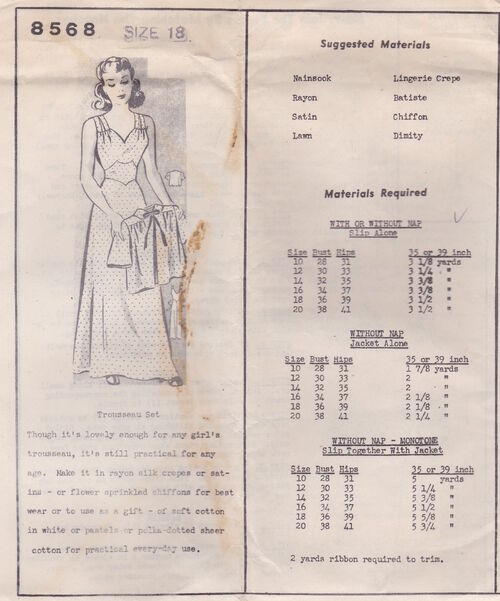 8568 SIZE 18
Trousseau Set
Though it's lovely enough for any girl's
trousseau, it's still practical for any
age. Make it in rayon silk crepes or sat-
ins - or flower sprinkled chiffons for best
wear or to use as a gift - of soft cotton
in white or pastels or polka-dotted sheer
cotton for practical every-day use.
Suggested Materials
Nainsook Lingerie Crepe
Rayon Batiste
Satin Chiffon
Lawn Dimity
Materials Required
WITH OR WITHOUT NAP
Slip Alone
Size Bust Hips 35 or 39 inch
10 28 31 3 1/8 yards
12 30 33 3 1/4 "
14 32 35 3 3/8 "
16 34 37 3 3/8 "
18 36 39 3 1/2 "
20 38 41 3 1/2 "
WITHOUT NAP
Jacket Alone
Size Bust Hips 35 or 39 inch
10 28 31 1 7/8 yards
12 30 33 2 "
14 32 35 2 "
16 34 37 2 1/8 "
18 36 39 2 1/8 "
20 38 41 2 1/4 "
WITHOUT NAP - MONOTONE
Slip Together With Jacket
Size Bust Hips 35 or 39 inch
10 28 31 5 yards
12 30 33 5 1/4 "
14 32 35 5 3/8 "
16 34 37 5 1/2 "
18 36 39 5 5/8 "
20 38 41 5 3/4 "
2 yards ribbon required to trim.